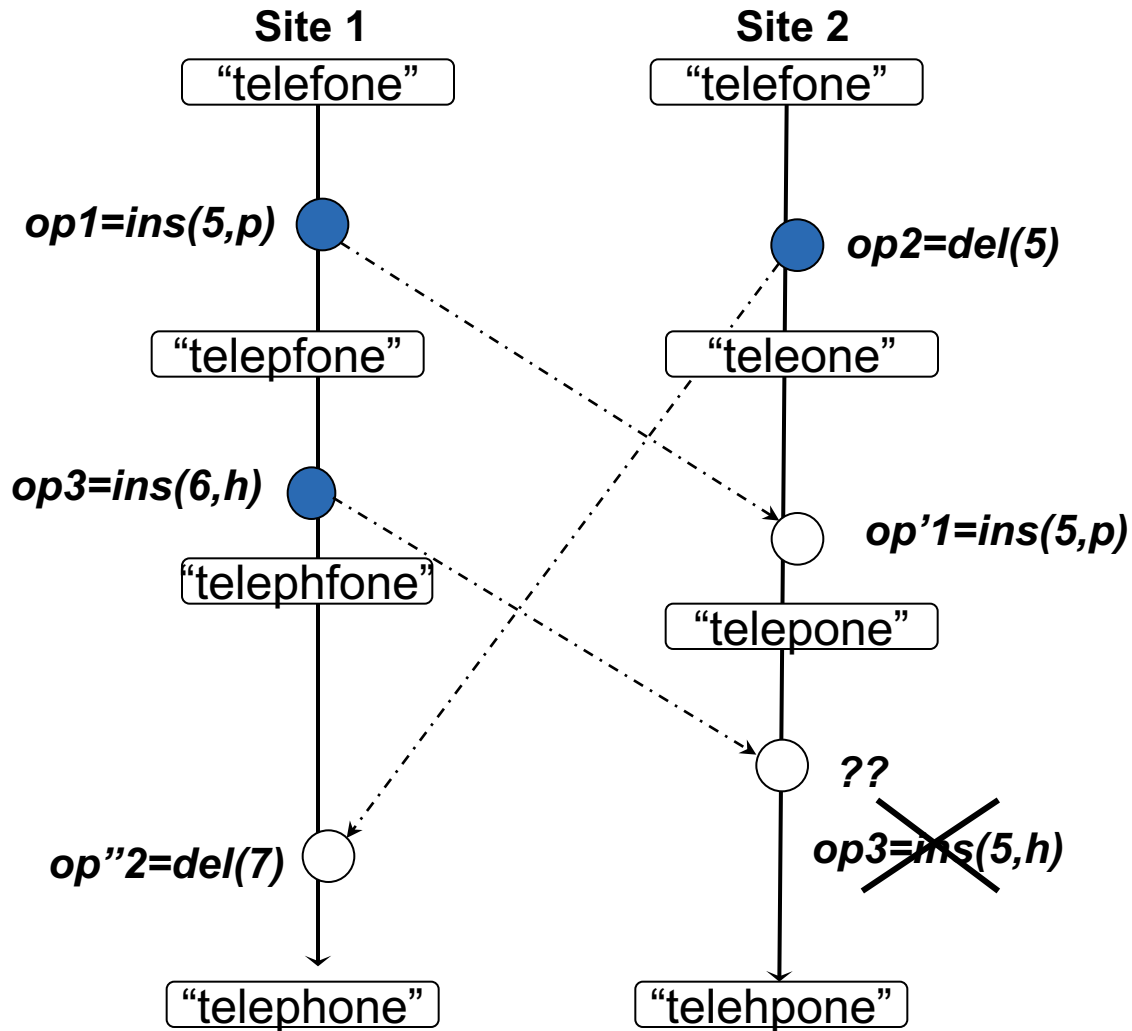 Site 1
Site 2
“telefone”
“telefone”
op1=ins(5,p)
op2=del(5)
“telepfone”
“teleone”
op3=ins(6,h)
op’1=ins(5,p)
“telephfone”
“telepone”
??
op3=ins(5,h)
op”2=del(7)
“telephone”
“telehpone”